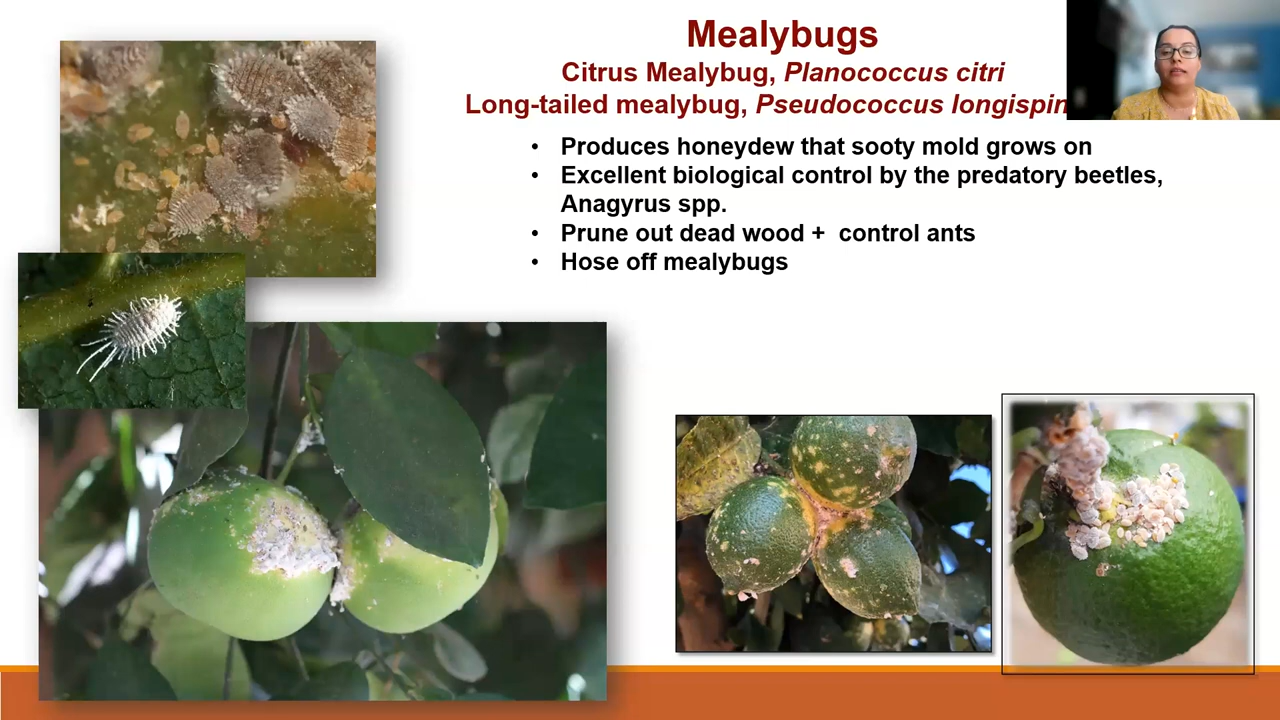 Mealybugs
Citrus Mealybug, Planococcus citri
Long-tailed mealybug, Pseudococcus longispin
• Produces honeydew that sooty mold grows on
• Excellent biological control by the predatory beetles,
Anagyrus spp.
• Prune out dead wood + control ants
• Hose off mealybugs